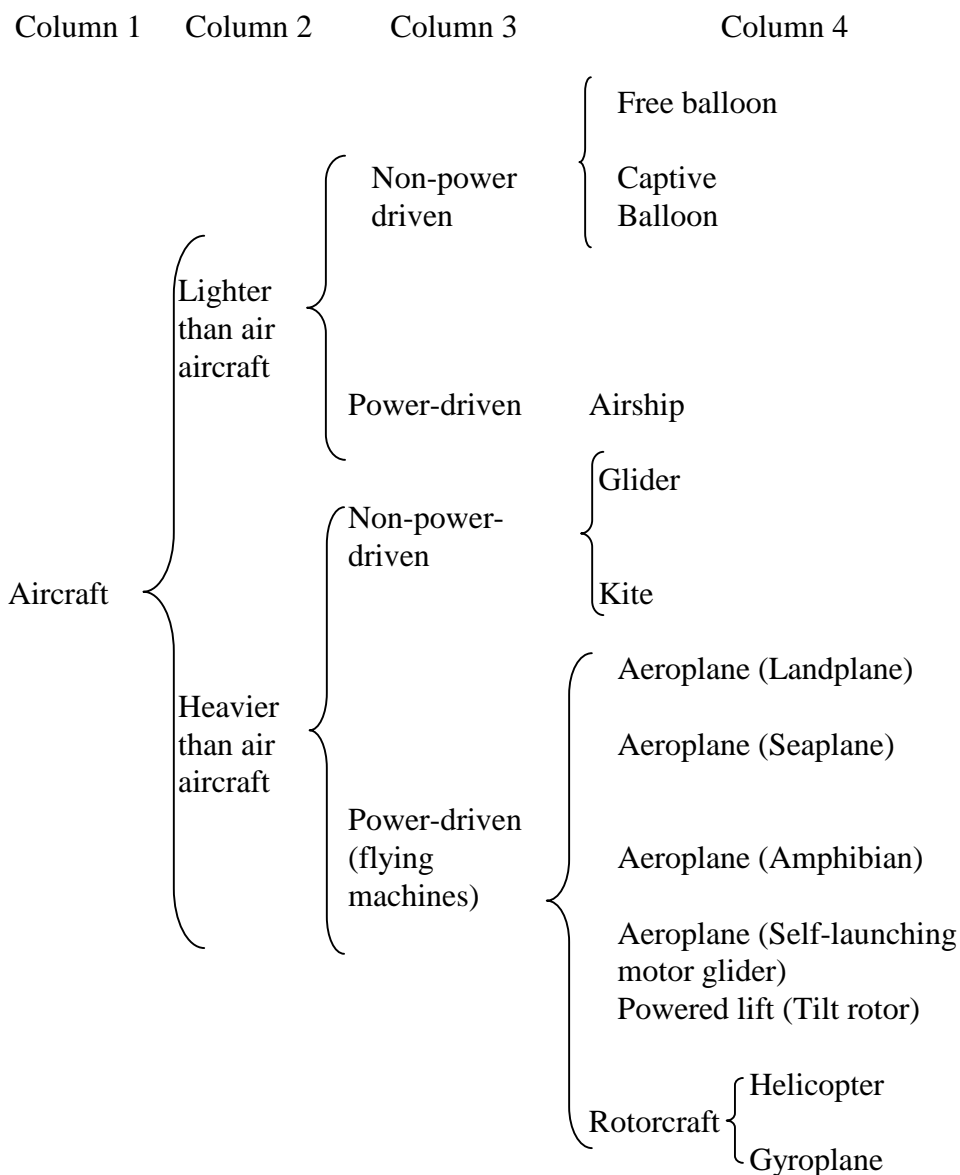 Column 1 Column 2 Column 3 Column 4
Free balloon
Non-power
driven
Captive
Balloon
Lighter
than air
aircraft
Power-driven Airship
Glider
Non-power-
driven
Kite
Aircraft
Heavier
than air
aircraft
Power-driven
(flying
machines)
Aeroplane (Landplane)
Aeroplane (Seaplane)
Aeroplane (Amphibian)
Aeroplane (Self-launching
motor glider)
Powered lift (Tilt rotor)
Rotorcraft
Helicopter
Gyroplane